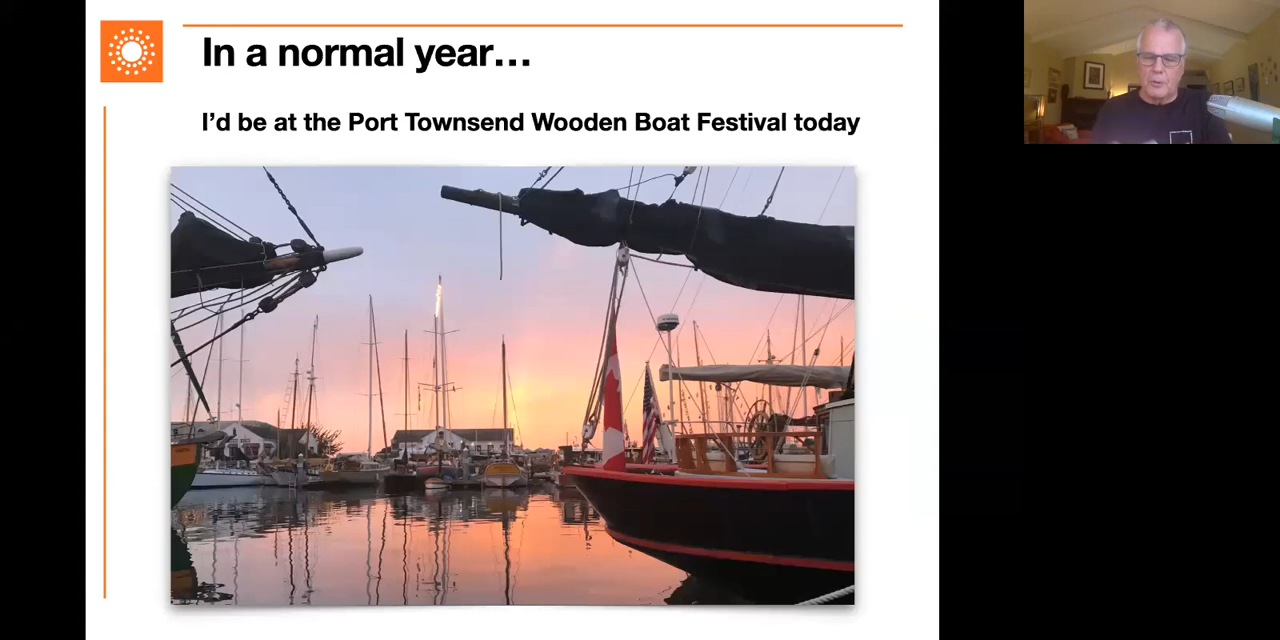 In a normal year…
I’d be at the Port Townsend Wooden Boat Festival today